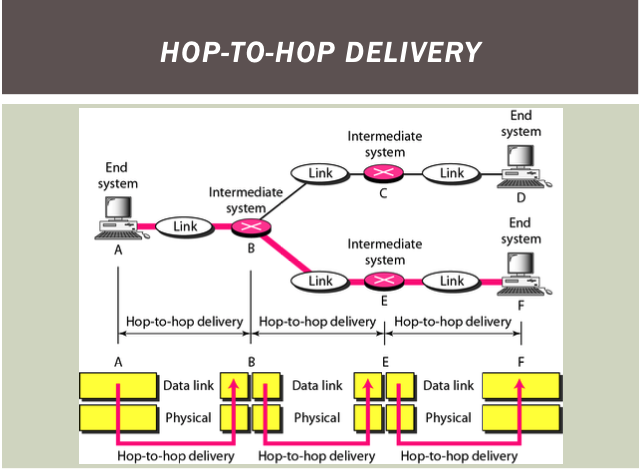 HOP-TO-HOP DELIVERY
End
system
Intermediate
system
Link
Link
C
D
End
system
Intermediate
system
Link
A
B
End
system
Intermediate
system
Link
Link
E
F
Hop-to-hop delivery
Hop-to-hop delivery
Hop-to-hop delivery
A
B
E
F
Data link
Data link
Data link
Physical
Physical
Physical
Hop-to-hop delivery
Hop-to-hop delivery
Hop-to-hop delivery